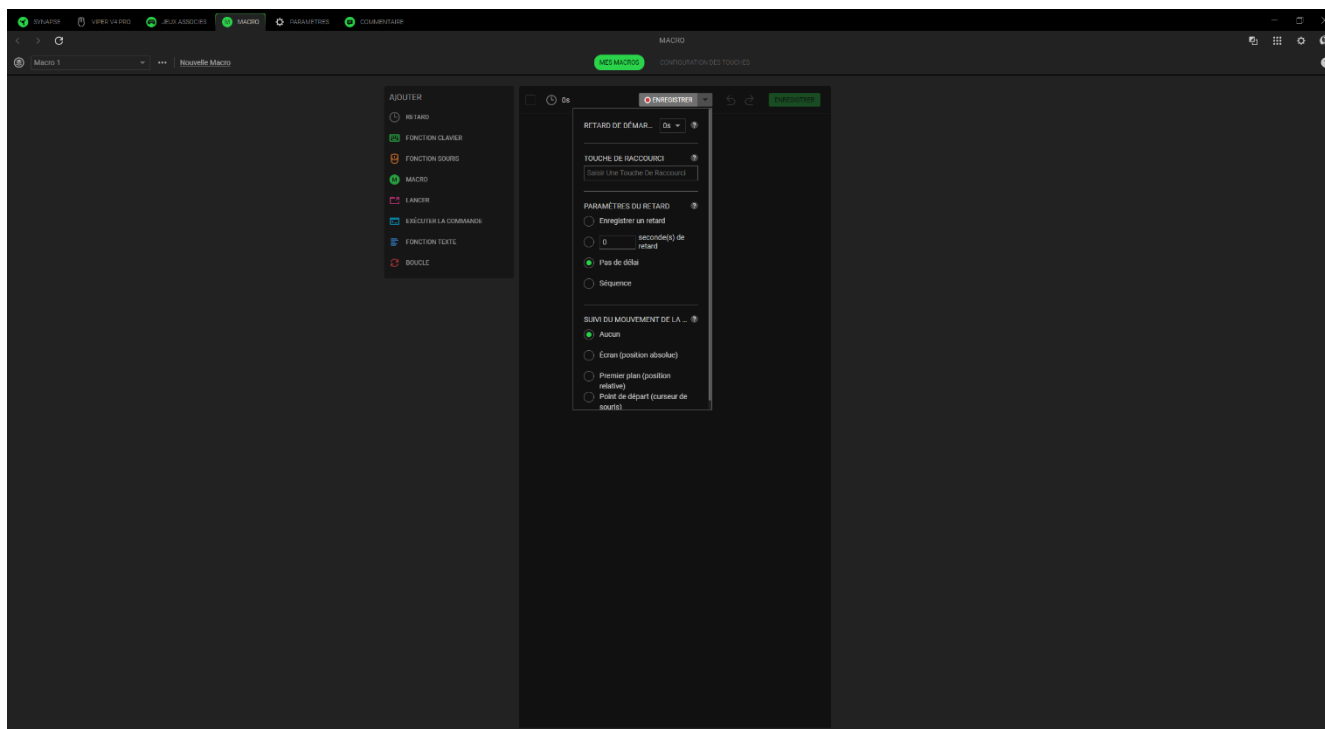 SYNAPSE
VIPER V4 PRO
JEUX ASSOCIÉS
MACRO
PARAMÈTRES
COMMENTAIRE
MACRO
Macro 1
Nouvelle Macro
MES MACROS
CONFIGURATION DES TOUCHES
AJOUTER
RETARD
FONCTION CLAVIER
FONCTION SOURIS
MACRO
LANCER
EXÉCUTER LA COMMANDE
FONCTION TEXTE
BOUCLE
0s
ENREGISTRER
ENREGISTRER
RETARD DE DÉMAR...
0s
TOUCHE DE RACCOURCI
Saisir Une Touche De Raccourci
PARAMÈTRES DU RETARD
Enregistrer un retard
0
seconde(s) de
retard
Pas de délai
Séquence
SUIVI DU MOUVEMENT DE LA ...
Aucun
Écran (position absolue)
Premier plan (position
relative)
Point de départ (curseur de
souris)